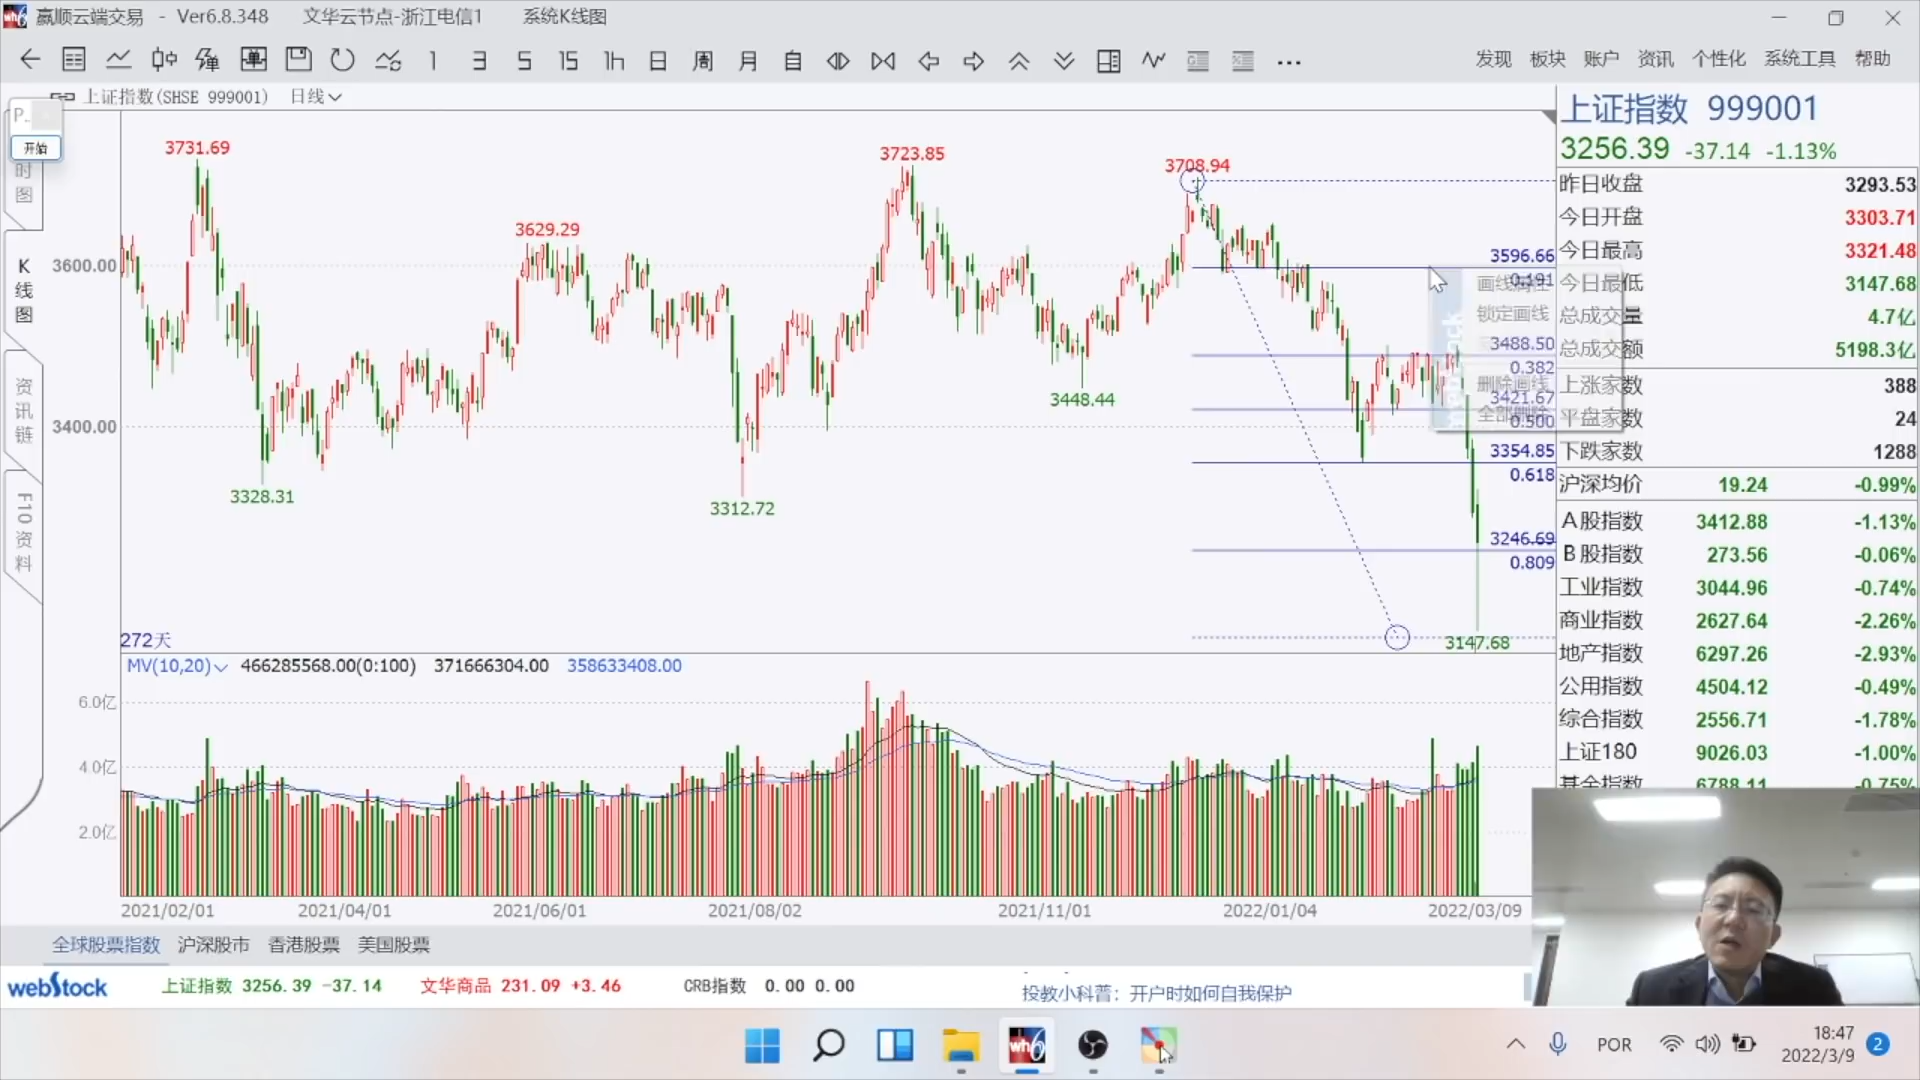 赢顺云端交易 - Ver6.8.348 文华云节点-浙江电信1 系统K线图
1 3 5 15 1h 日 周 月 自
发现 板块 账户 资讯 个性化 系统工具 帮助
上证指数(SHSE 999001) 日线
P..
开始
时图
K线图
资讯链
F10资料
3731.69
3723.85
3708.94
3629.29
3600.00
3400.00
3328.31
3312.72
3448.44
3596.66
0.191
锁定画线
3488.50
0.382
删除画线
3421.67
全部删除
0.500
3354.85
0.618
3246.69
0.809
3147.68
272天
MV(10,20) 466285568.00(0:100) 371666304.00 358633408.00
6.0亿
4.0亿
2.0亿
2021/02/01 2021/04/01 2021/06/01 2021/08/02 2021/11/01 2022/01/04 2022/03/09
上证指数 999001
3256.39 -37.14 -1.13%
昨日收盘 3293.53
今日开盘 3303.71
今日最高 3321.48
今日最低 3147.68
总成交量 4.7亿
总成交额 5198.3亿
上涨家数 388
平盘家数 24
下跌家数 1288
沪深均价 19.24 -0.99%
A股指数 3412.88 -1.13%
B股指数 273.56 -0.06%
工业指数 3044.96 -0.74%
商业指数 2627.64 -2.26%
地产指数 6297.26 -2.93%
公用指数 4504.12 -0.49%
综合指数 2556.71 -1.78%
上证180 9026.03 -1.00%
基金指数 6788.11 -0.75%
全球股票指数 沪深股市 香港股票 美国股票
webstock 上证指数 3256.39 -37.14 文华商品 231.09 +3.46 CRB指数 0.00 0.00
投教小科普：开户时如何自我保护
wh6
POR
18:47
2022/3/9
2